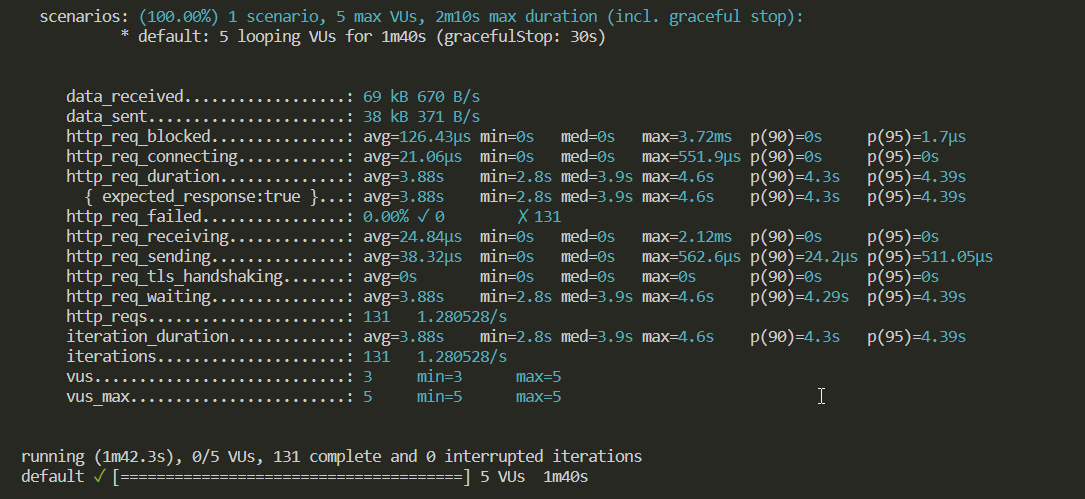 scenarios: (100.00%) 1 scenario, 5 max VUs, 2m10s max duration (incl. graceful stop):
* default: 5 looping VUs for 1m40s (gracefulStop: 30s)
data_received..................: 69 kB 670 B/s
data_sent......................: 38 kB 371 B/s
http_req_blocked...............: avg=126.43µs min=0s med=0s max=3.72ms p(90)=0s p(95)=1.7µs
http_req_connecting............: avg=21.06µs min=0s med=0s max=551.9µs p(90)=0s p(95)=0s
http_req_duration..............: avg=3.88s min=2.8s med=3.9s max=4.6s p(90)=4.3s p(95)=4.39s
{ expected_response:true }...: avg=3.88s min=2.8s med=3.9s max=4.6s p(90)=4.3s p(95)=4.39s
http_req_failed................: 0.00% ✓ 0 ✗ 131
http_req_receiving.............: avg=24.84µs min=0s med=0s max=2.12ms p(90)=0s p(95)=0s
http_req_sending...............: avg=38.32µs min=0s med=0s max=562.6µs p(90)=24.2µs p(95)=511.05µs
http_req_tls_handshaking.......: avg=0s min=0s med=0s max=0s p(90)=0s p(95)=0s
http_req_waiting...............: avg=3.88s min=2.8s med=3.9s max=4.6s p(90)=4.29s p(95)=4.39s
http_reqs......................: 131 1.280528/s
iteration_duration.............: avg=3.88s min=2.8s med=3.9s max=4.6s p(90)=4.3s p(95)=4.39s
iterations.....................: 131 1.280528/s
vus............................: 3 min=3 max=5
vus_max........................: 5 min=5 max=5
running (1m42.3s), 0/5 VUs, 131 complete and 0 interrupted iterations
default ✓ [======================================] 5 VUs 1m40s